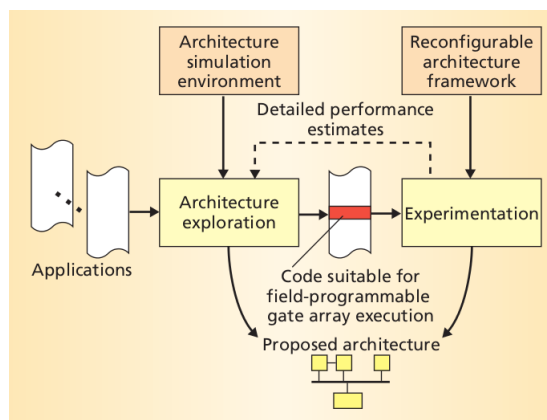 Architecture
simulation
environment
Reconfigurable
architecture
framework
Detailed performance
estimates
Architecture
exploration
Experimentation
Applications
Code suitable for
field-programmable
gate array execution
Proposed architecture